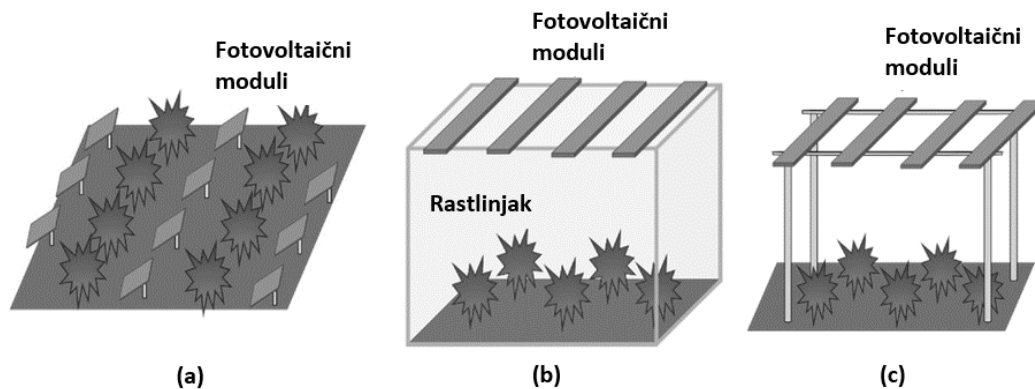 Fotovoltaični
moduli
(a)
Fotovoltaični
moduli
Rastlinjak
(b)
Fotovoltaični
moduli
(c)